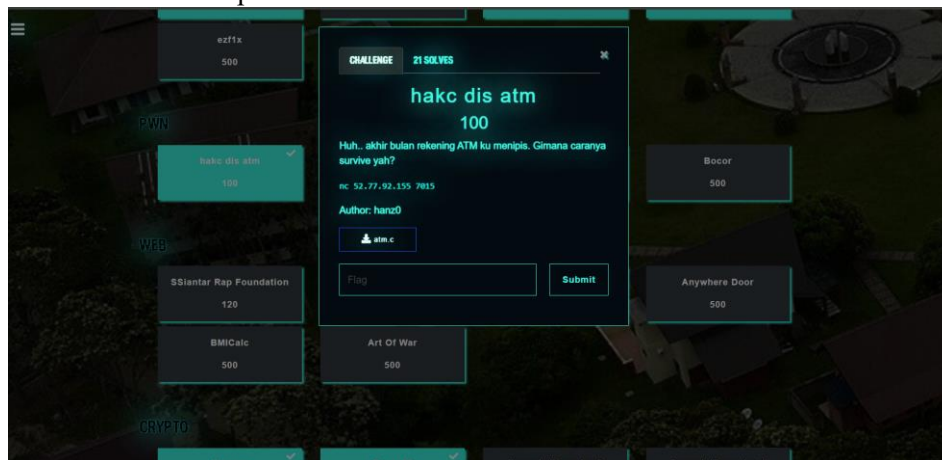 ezf1x
500
CHALLENGE 21 SOLVES
hakc dis atm
100
Huh.. akhir bulan rekening ATM ku menipis. Gimana caranya
survive yah?
nc 52.77.92.155 7015
Author: hanz0
atm.c
Flag
Submit
PWN
hakc dis atm
100
Bocor
500
WEB
SSiantar Rap Foundation
120
Anywhere Door
500
BMICalc
500
Art Of War
500
CRYPTO